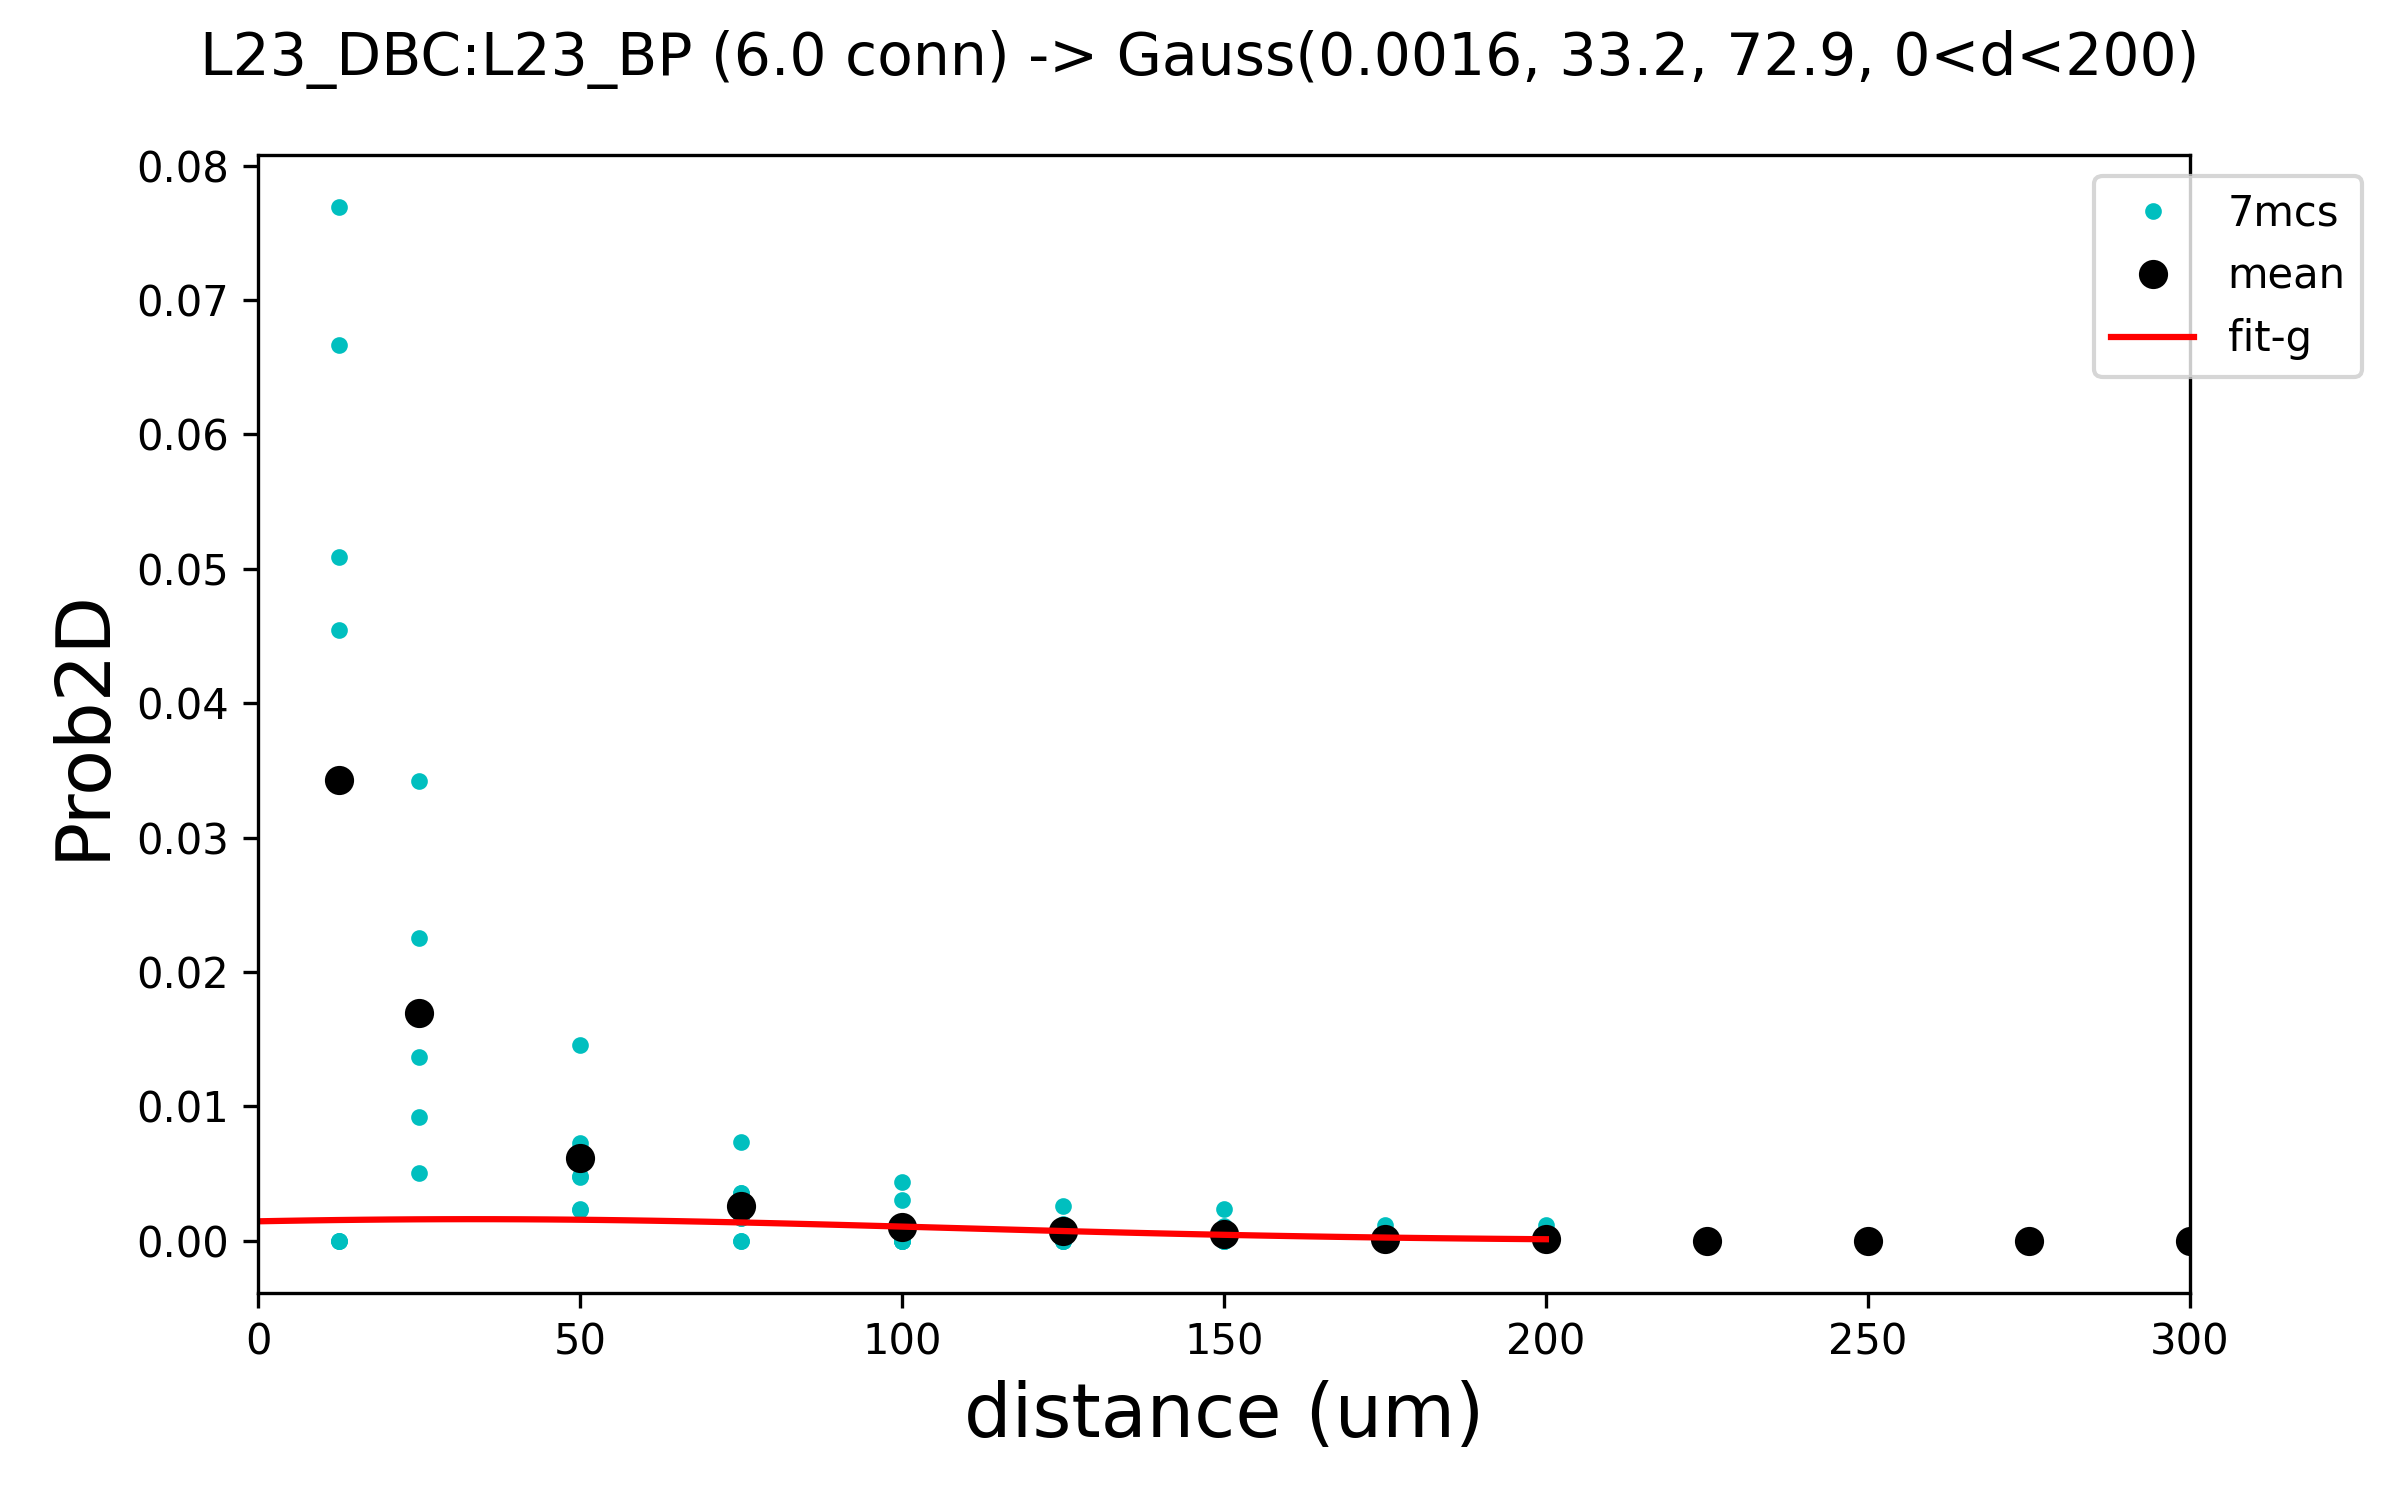 L23_DBC:L23_BP (6.0 conn) -> Gauss(0.0016, 33.2, 72.9, 0<d<200)
0.08
0.07
0.06
0.05
0.04
0.03
0.02
0.01
0.00
Prob2D
7mcs
mean
fit-g
0 50 100 150 200 250 300
distance (um)